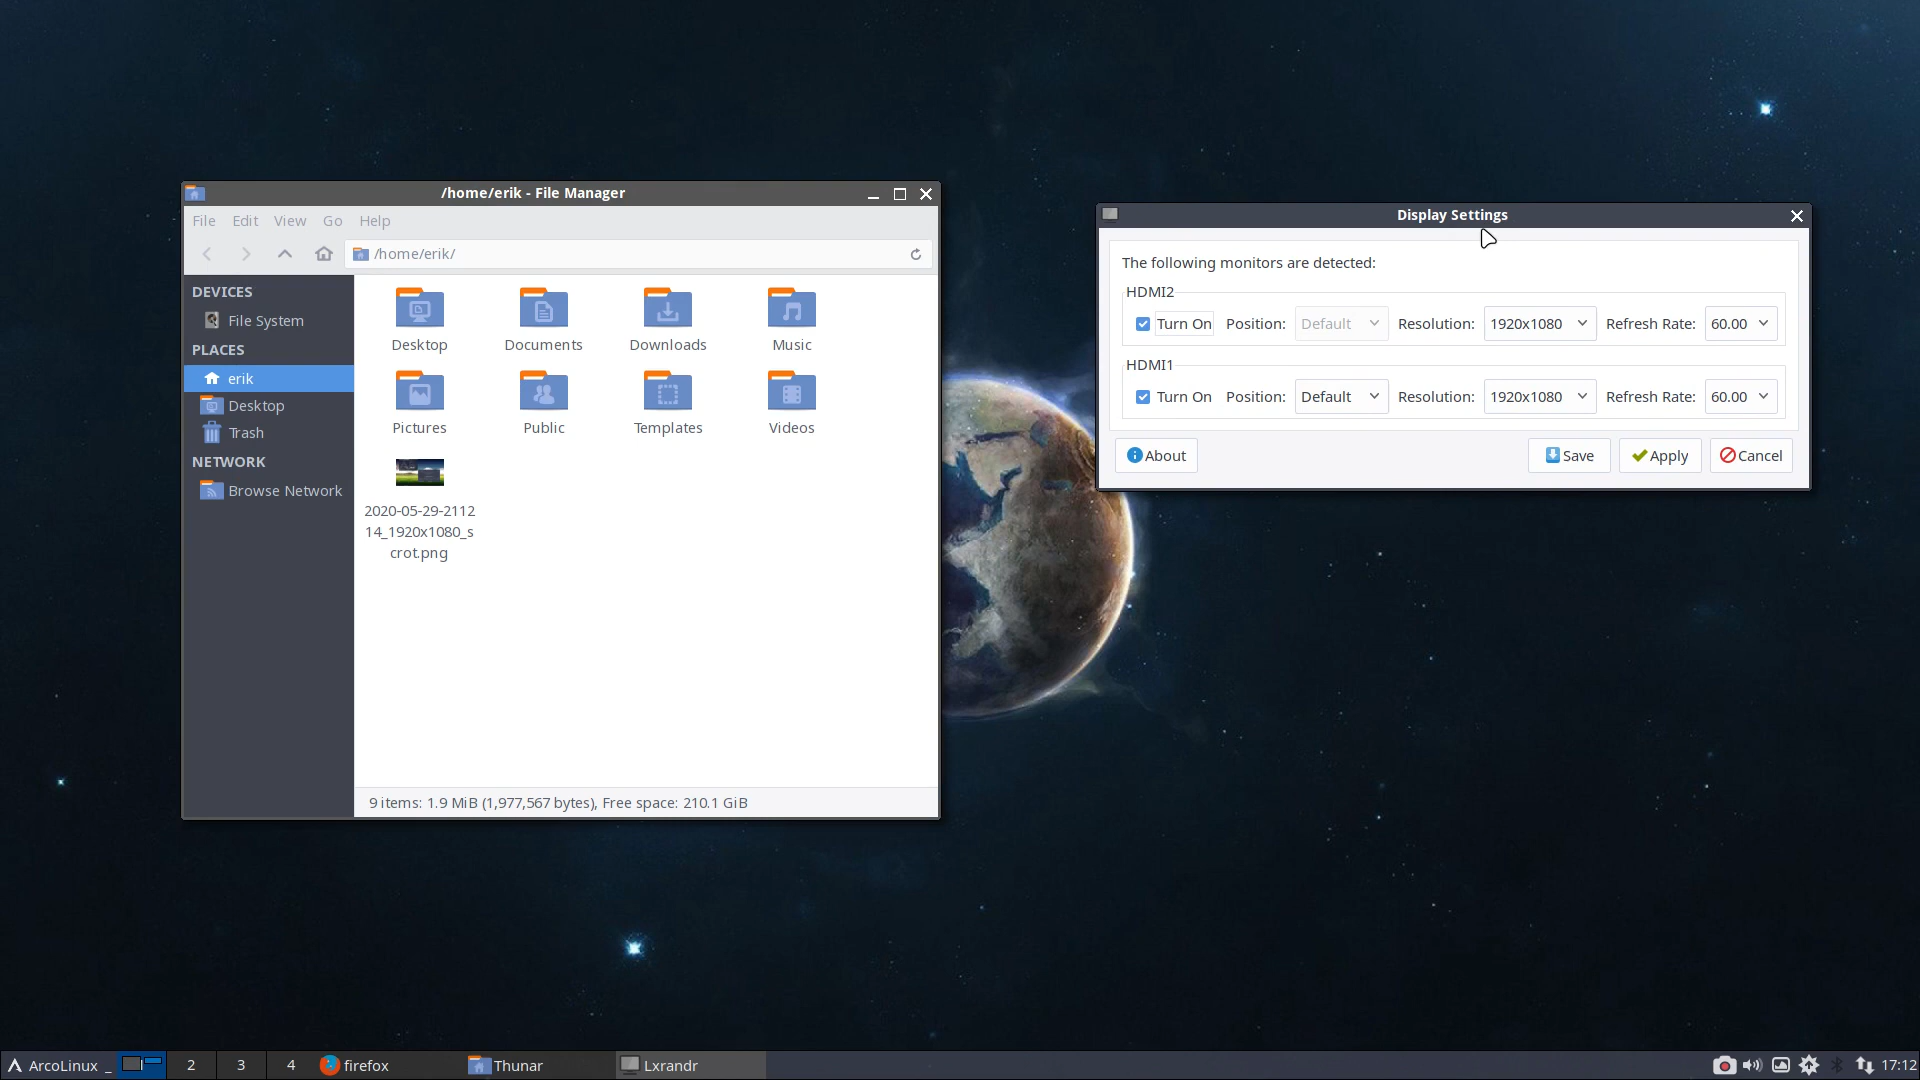 /home/erik - File Manager
File Edit View Go Help
/home/erik/
DEVICES
File System
PLACES
erik
Desktop
Trash
NETWORK
Browse Network
Desktop Documents Downloads Music
Pictures Public Templates Videos
2020-05-29-2112
14_1920x1080_s
crot.png
9 items: 1.9 MiB (1,977,567 bytes), Free space: 210.1 GiB
Display Settings
The following monitors are detected:
HDMI2
Turn On Position: Default Resolution: 1920x1080 Refresh Rate: 60.00
HDMI1
Turn On Position: Default Resolution: 1920x1080 Refresh Rate: 60.00
About Save Apply Cancel
ArcoLinux _ 2 3 4 firefox Thunar Lxrandr 17:12